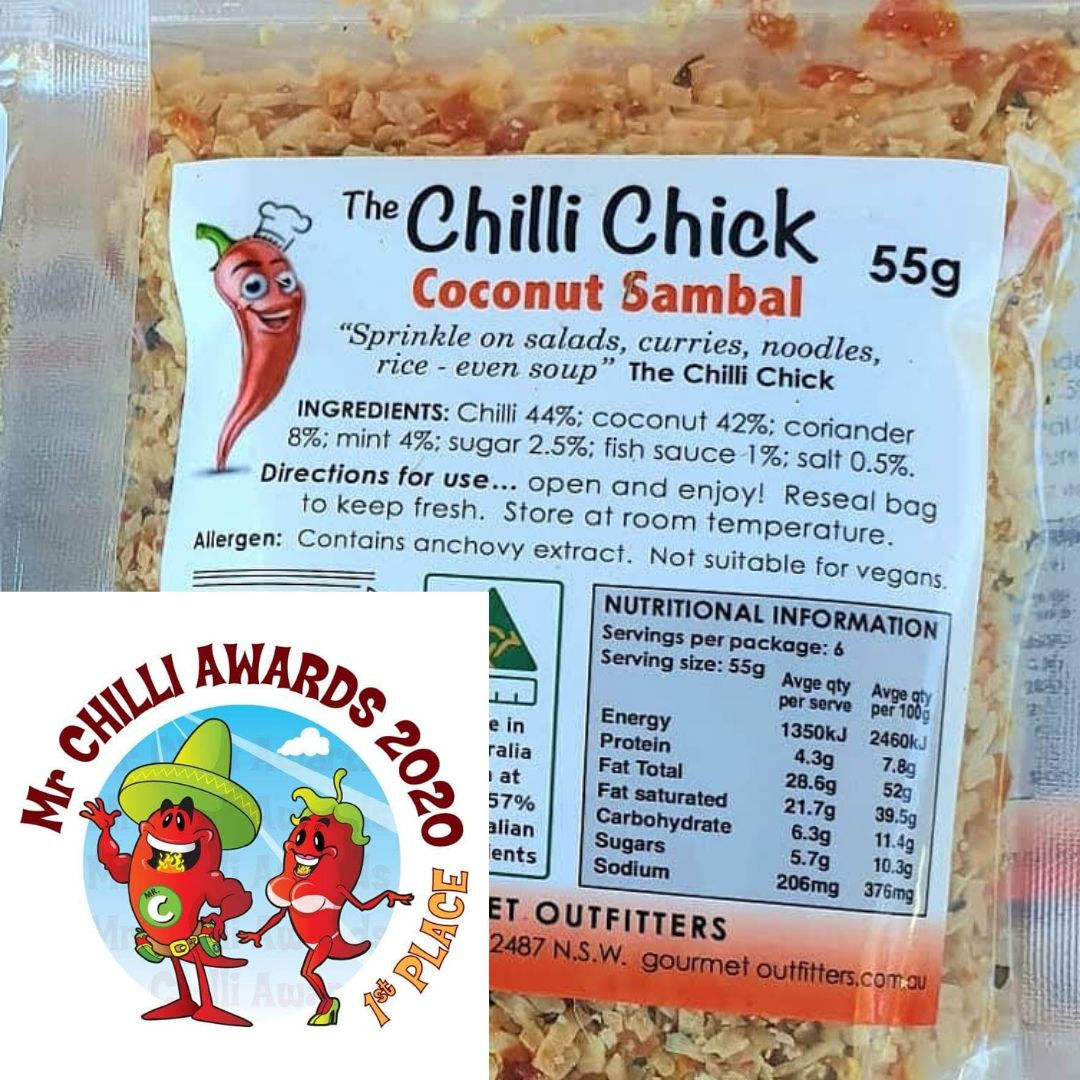 The Chilli Chick
55g
Coconut Sambal
“Sprinkle on salads, curries, noodles,
rice - even soup” The Chilli Chick
INGREDIENTS: Chilli 44%; coconut 42%; coriander
8%; mint 4%; sugar 2.5%; fish sauce 1%; salt 0.5%.
Directions for use... open and enjoy! Reseal bag
to keep fresh. Store at room temperature.
Allergen: Contains anchovy extract. Not suitable for vegans.
e in
ralia
at
57%
alian
ents
NUTRITIONAL INFORMATION
Servings per package: 6
Serving size: 55g
Avge qty Avge qty
per serve per 100g
Energy 1350kJ 2460kJ
Protein 4.3g 7.8g
Fat Total 28.6g 52g
Fat saturated 21.7g 39.5g
Carbohydrate 6.3g 11.4g
Sugars 5.7g 10.3g
Sodium 206mg 376mg
ET OUTFITTERS
2487 N.S.W. gourmet outfitters.com.au
Mr CHILLI AWARDS 2020
1st PLACE
MR.
C